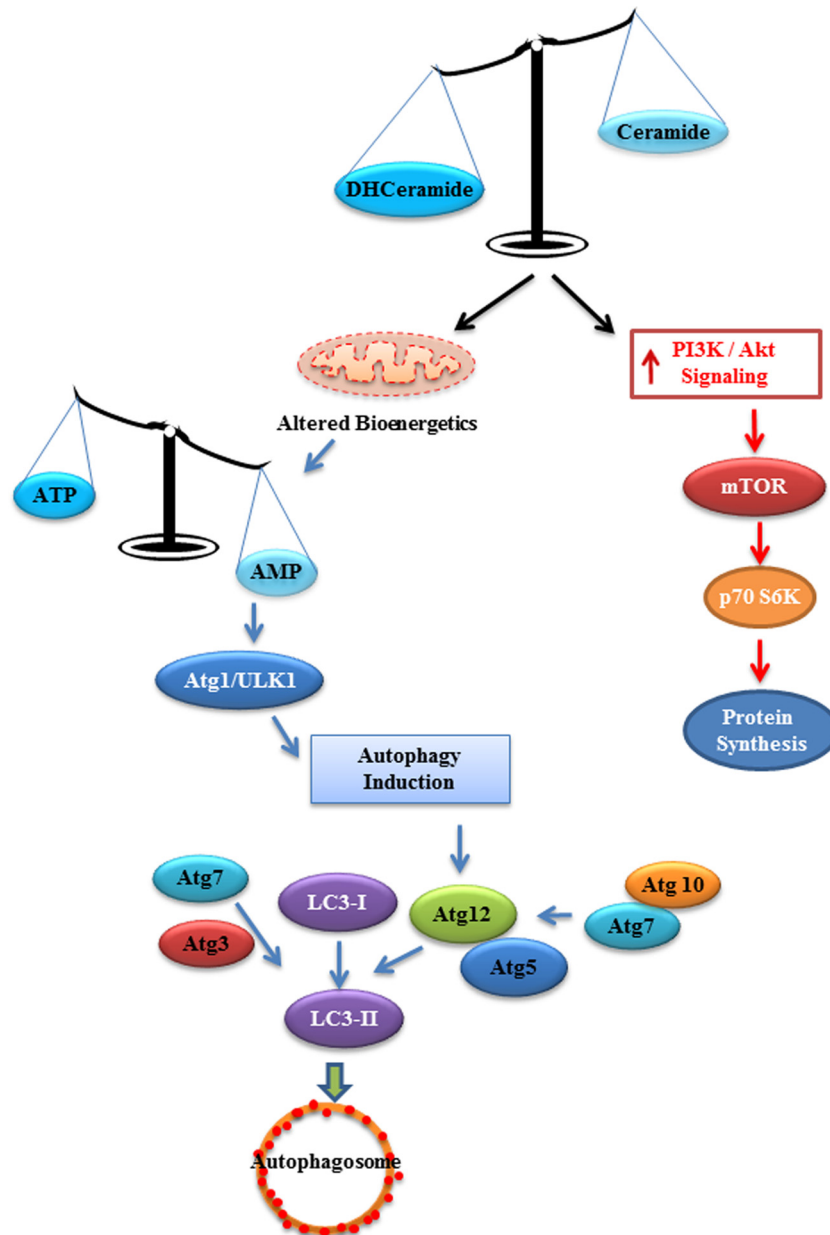 Ceramide
DHCeramide
PI3K / Akt
Signaling
Altered Bioenergetics
mTOR
ATP
AMP
p70 S6K
Atg1/ULK1
Protein
Synthesis
Autophagy
Induction
Atg7
LC3-I
Atg12
Atg 10
Atg7
Atg3
Atg5
LC3-II
Autophagosome